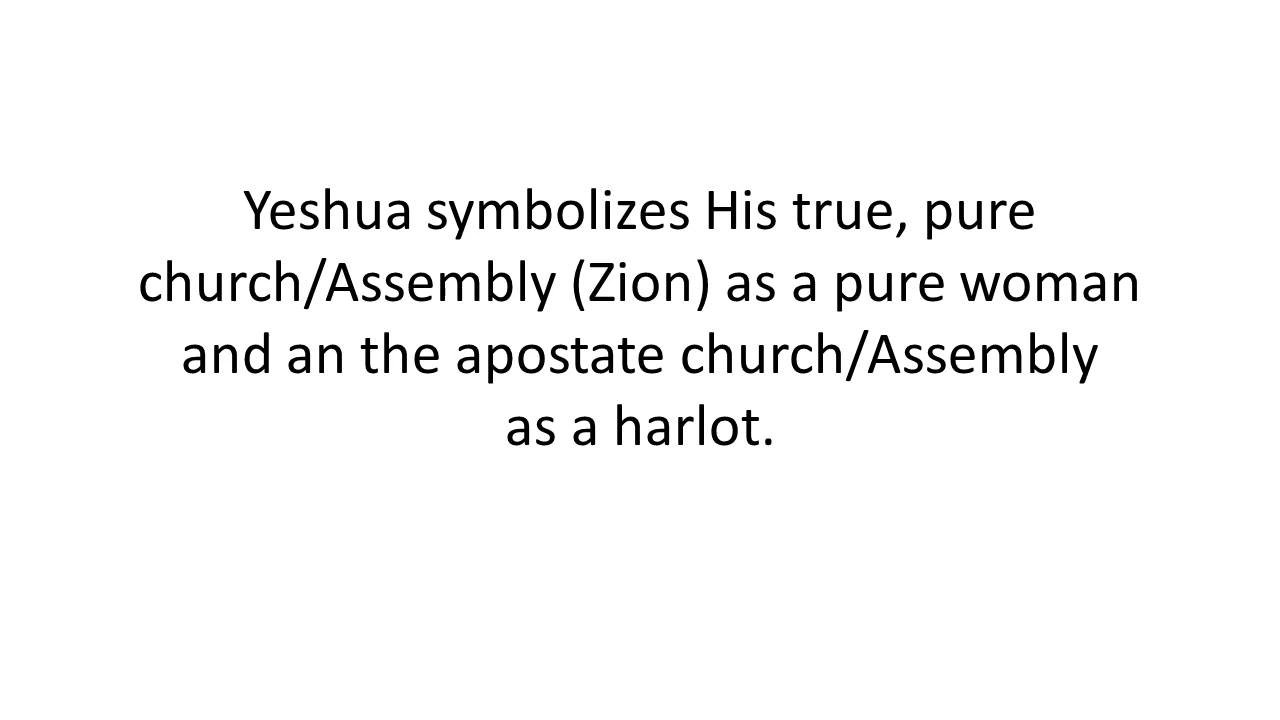 Yeshua symbolizes His true, pure
church/Assembly (Zion) as a pure woman
and an the apostate church/Assembly
as a harlot.